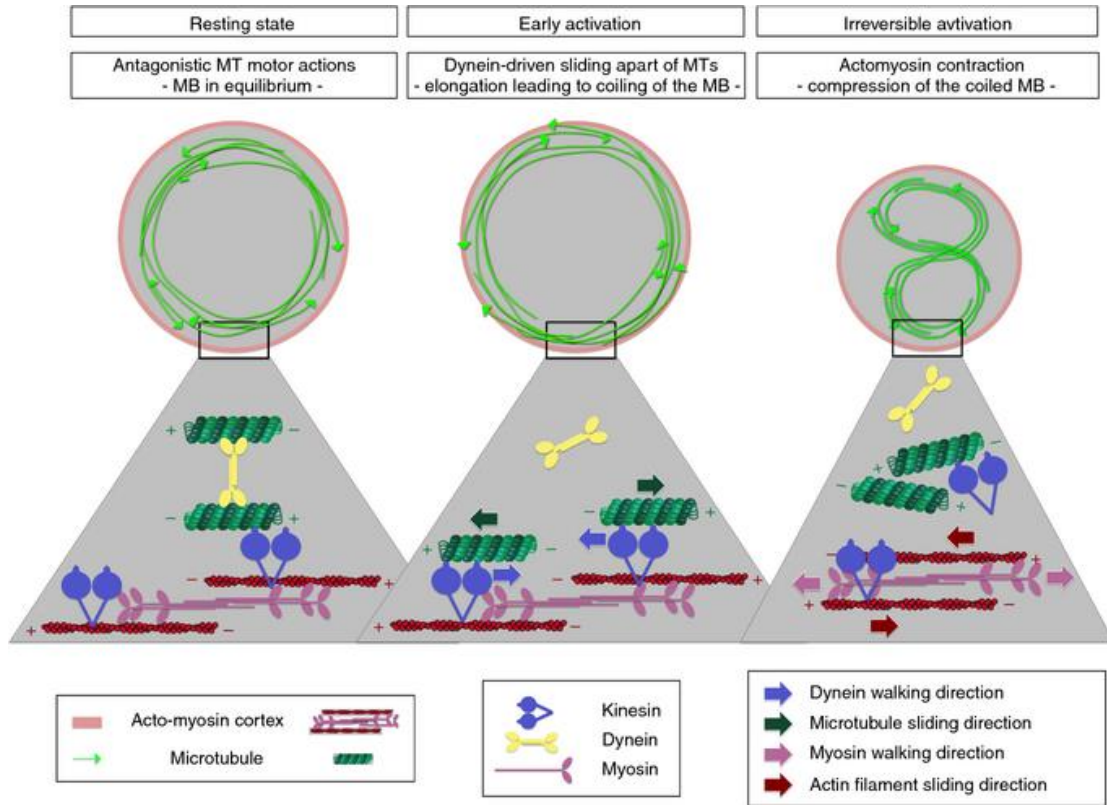 Resting state
Early activation
Irreversible avtivation
Antagonistic MT motor actions
- MB in equilibrium -
Dynein-driven sliding apart of MTs
- elongation leading to coiling of the MB -
Actomyosin contraction
- compression of the coiled MB -
+ −
− +
− +
+ −
+ −
− +
− +
+ −
−
+
−
+
− +
+ −
Acto-myosin cortex
Microtubule
Kinesin
Dynein
Myosin
Dynein walking direction
Microtubule sliding direction
Myosin walking direction
Actin filament sliding direction